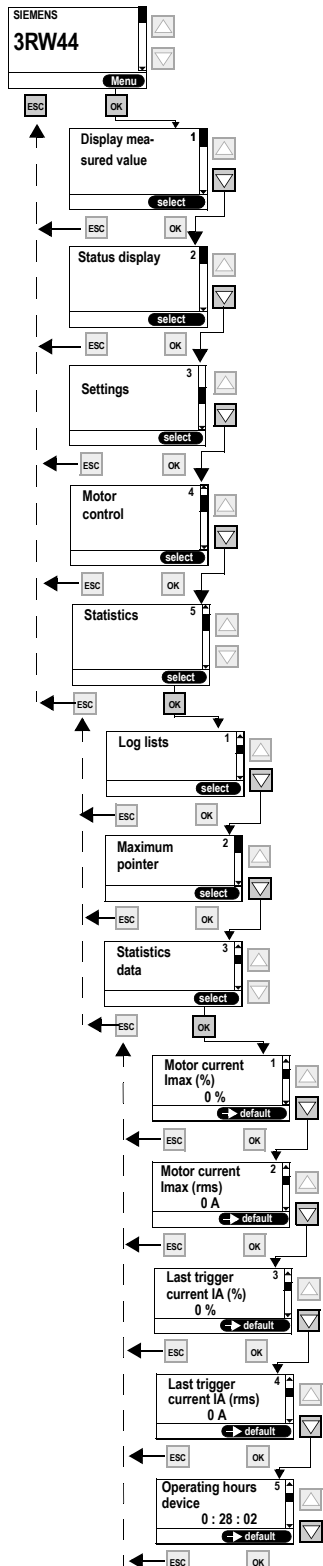 SIEMENS
3RW44
Menu
ESC
OK
Display mea-
sured value
1
select
ESC
OK
Status display
2
select
ESC
OK
Settings
3
select
ESC
OK
Motor
control
4
select
ESC
OK
Statistics
5
select
ESC
OK
Log lists
1
select
ESC
OK
Maximum
pointer
2
select
ESC
OK
Statistics
data
3
select
ESC
OK
Motor current
Imax (%)
0 %
1
default
ESC
OK
Motor current
Imax (rms)
0 A
2
default
ESC
OK
Last trigger
current IA (%)
0 %
3
default
ESC
OK
Last trigger
current IA (rms)
0 A
4
default
ESC
OK
Operating hours
device
0 : 28 : 02
5
default
ESC
OK